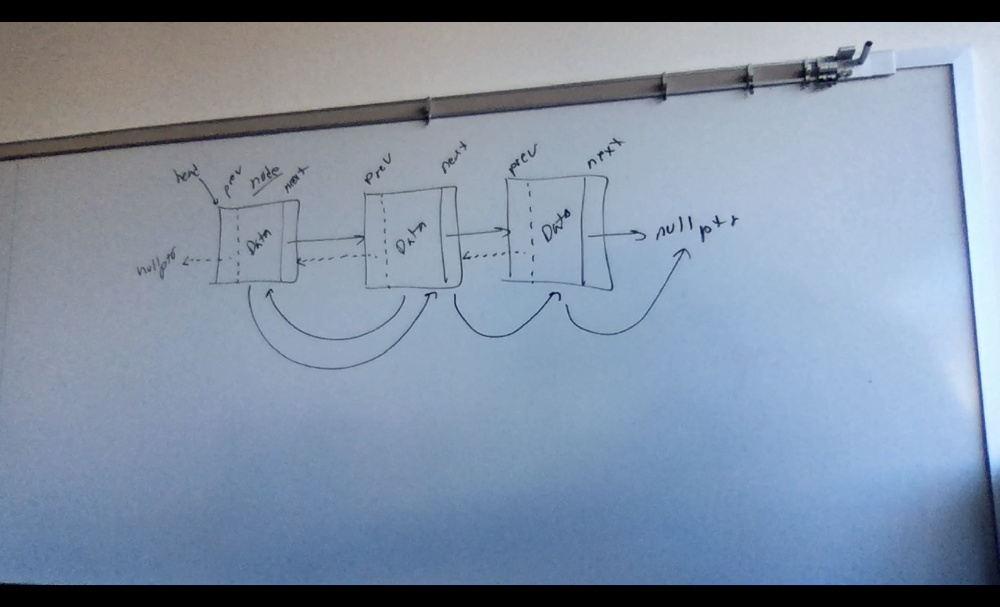 head
prev
node
next
prev
next
prev
next
nullptr
Data
Data
Data
nullptr